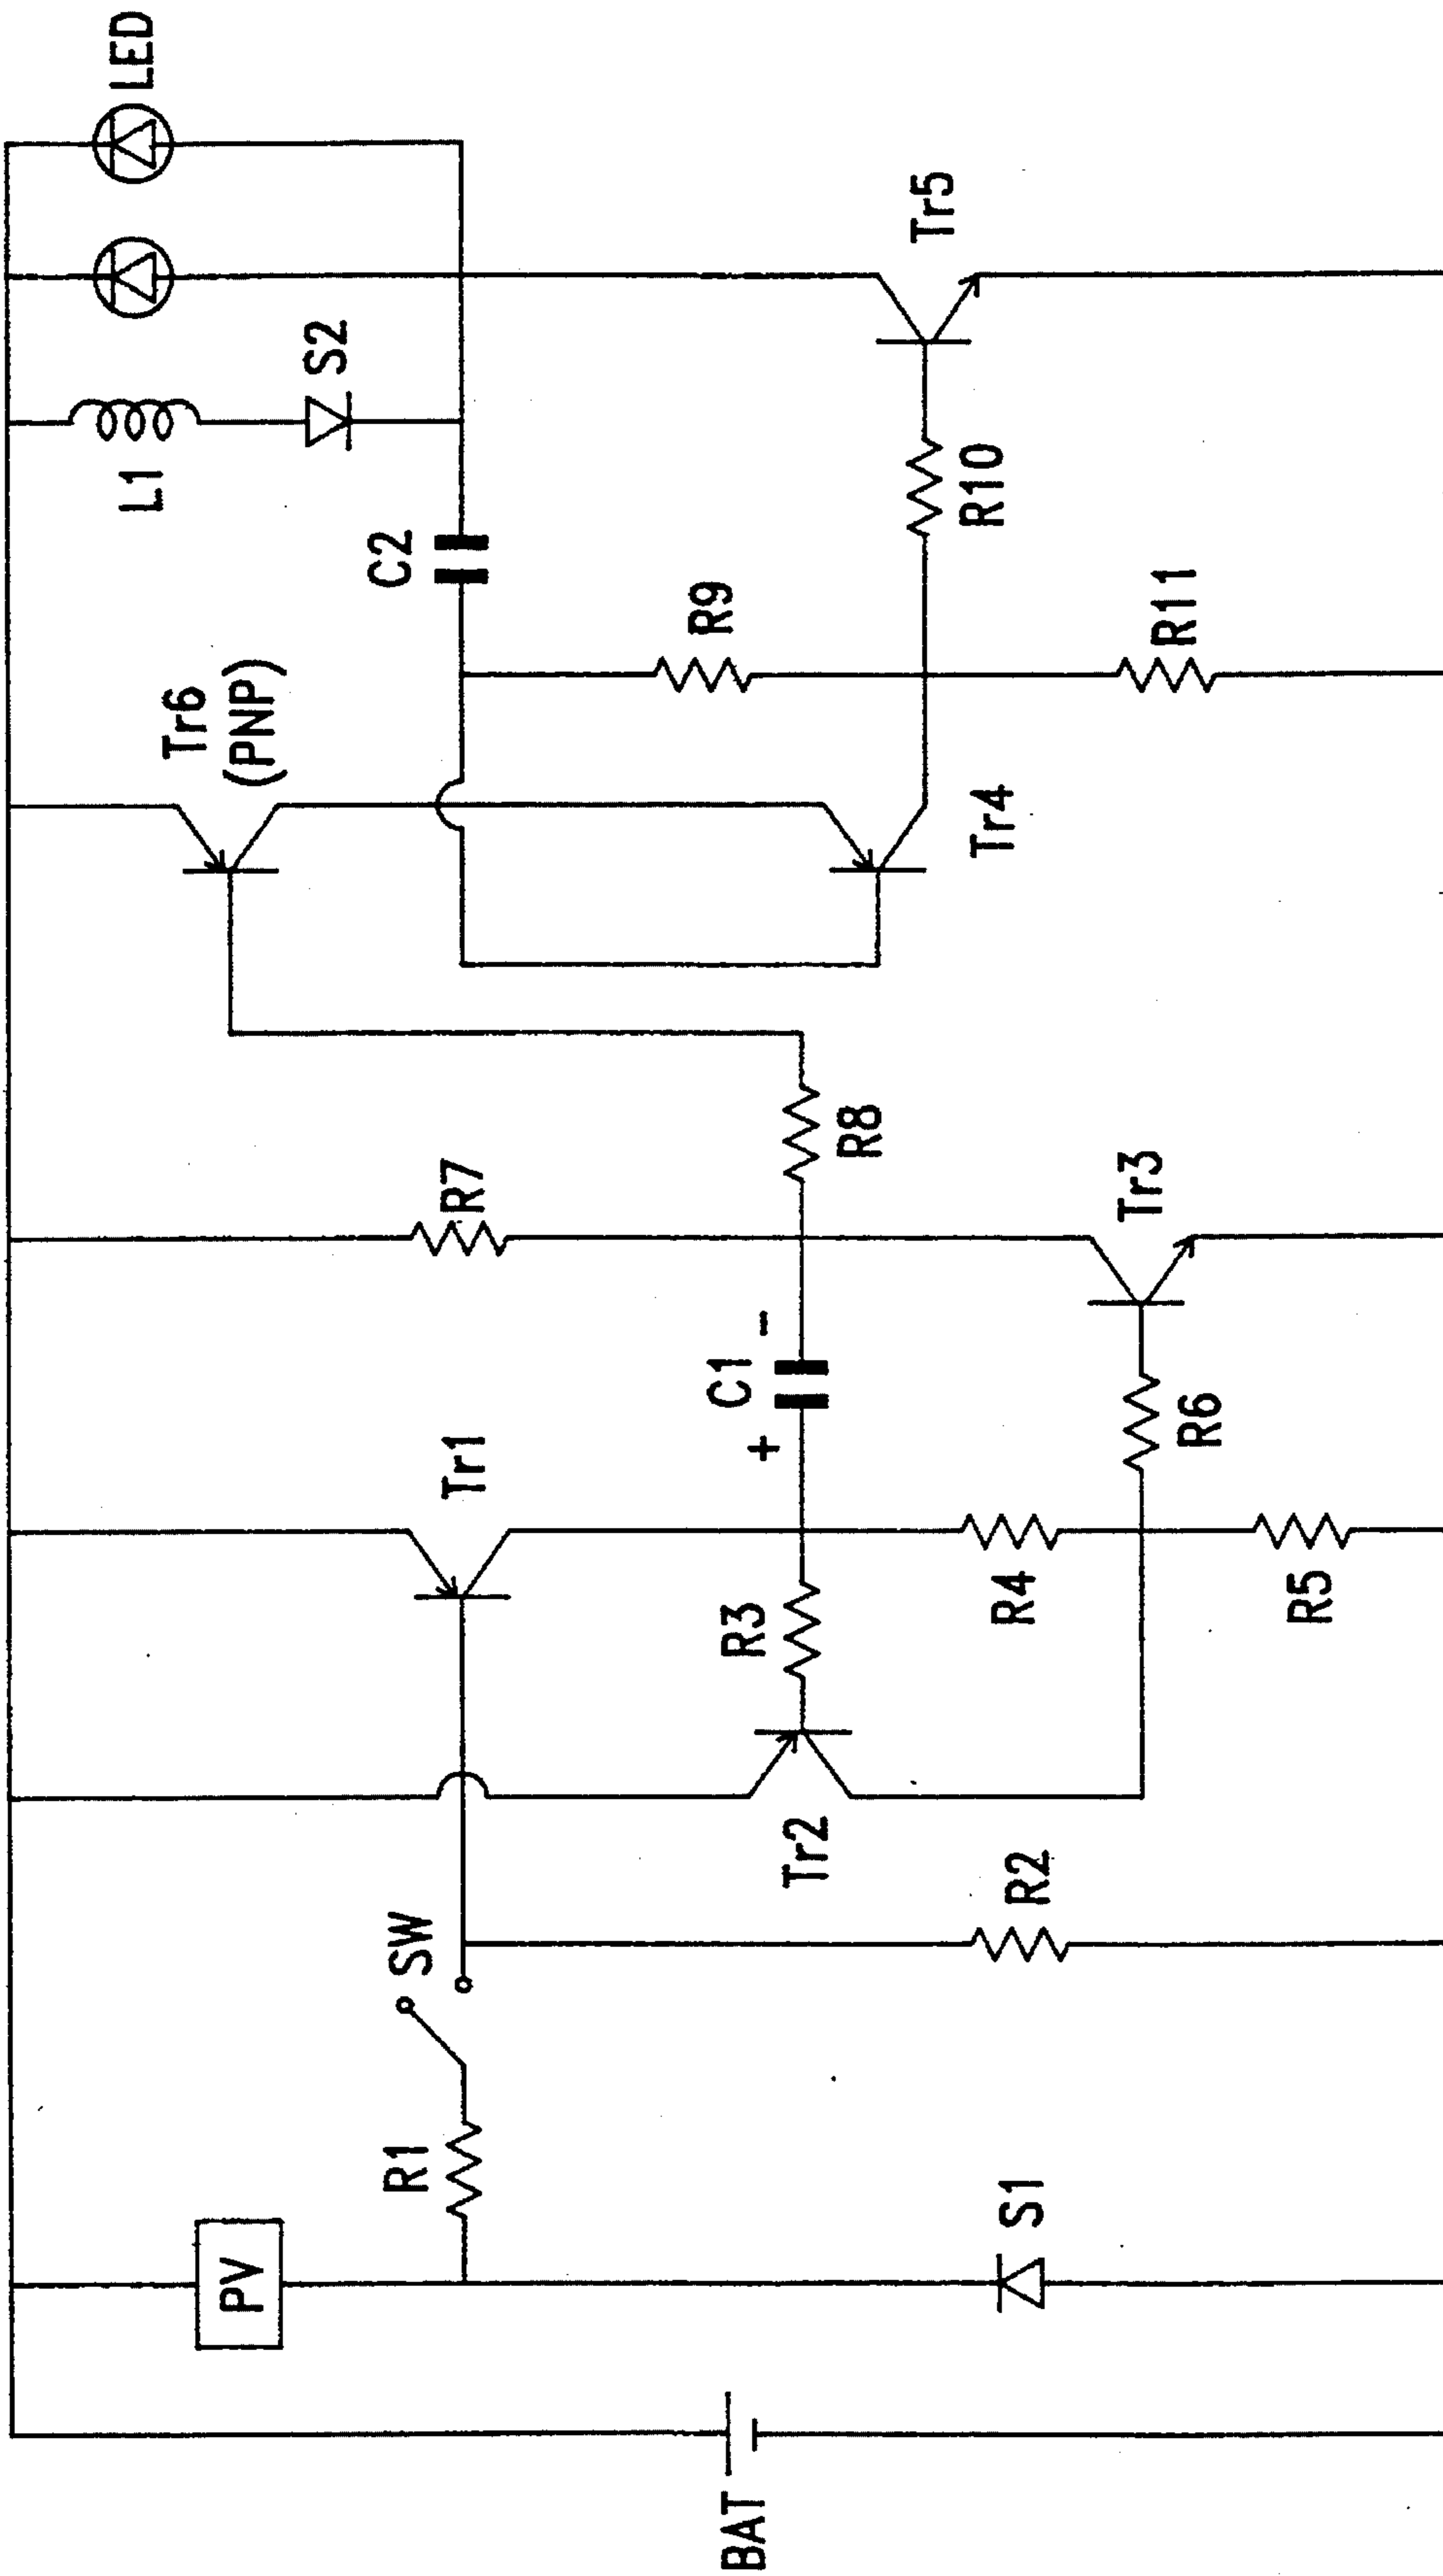 BAT
PV
S1
R1
SW
R2
Tr2
R3
R4
R5
Tr1
+ C1 -
R6
Tr3
R7
R8
Tr6
(PNP)
Tr4
R9
R11
C2
R10
L1
S2
Tr5
LED